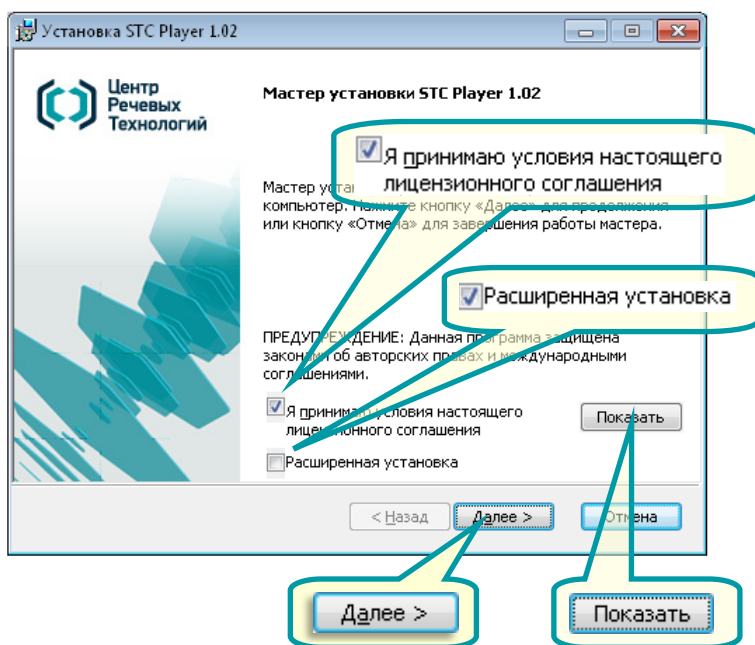 Установка STC Player 1.02
Центр
Речевых
Технологий
Мастер установки STC Player 1.02
Я принимаю условия настоящего
лицензионного соглашения
Мастер
компьютер. Нажмите кнопку «Далее» для продолжения
или кнопку «Отмена» для завершения работы мастера.
Расширенная установка
ПРЕДУПРЕЖДЕНИЕ: Данная программа защищена
законами об авторских правах и международными
соглашениями.
Я принимаю условия настоящего
лицензионного соглашения
Показать
Расширенная установка
< Назад
Далее >
Отмена
Далее >
Показать